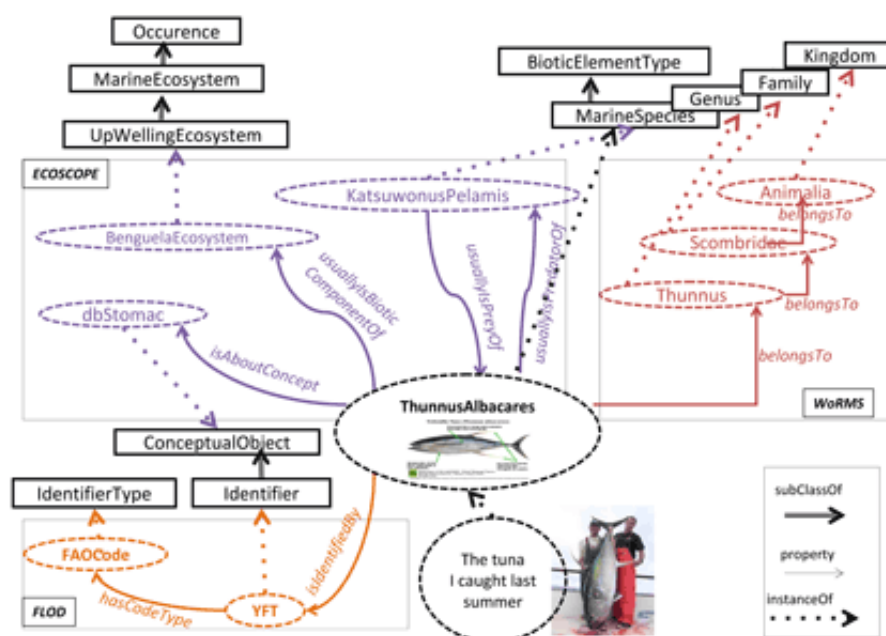 Occurence
MarineEcosystem
UpWellingEcosystem
BioticElementType
Kingdom
Family
Genus
MarineSpecies
ECOSCOPE
KatsuwonusPelamis
Animalia
belongsTo
BenguelaEcosystem
Scombridae
usuallyIsBiotic
ComponentOf
usuallyIsPreyOf
usuallyIsPredatorOf
Thunnus
belongsTo
dbStomac
isAboutConcept
belongsTo
ThunnusAlbacares
WoRMS
ConceptualObject
IdentifierType
Identifier
subClassOf
isIdentifiedBy
FAOCode
The tuna
I caught last
summer
property
hasCodeType
YFT
FLOD
instanceOf